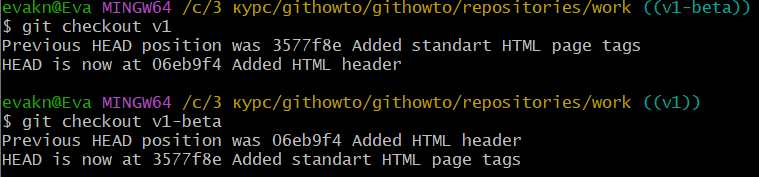 evakn@Eva MINGW64 /c/3 курс/githowto/githowto/repositories/work ((v1-beta))
$ git checkout v1
Previous HEAD position was 3577f8e Added standart HTML page tags
HEAD is now at 06eb9f4 Added HTML header
evakn@Eva MINGW64 /c/3 курс/githowto/githowto/repositories/work ((v1))
$ git checkout v1-beta
Previous HEAD position was 06eb9f4 Added HTML header
HEAD is now at 3577f8e Added standart HTML page tags